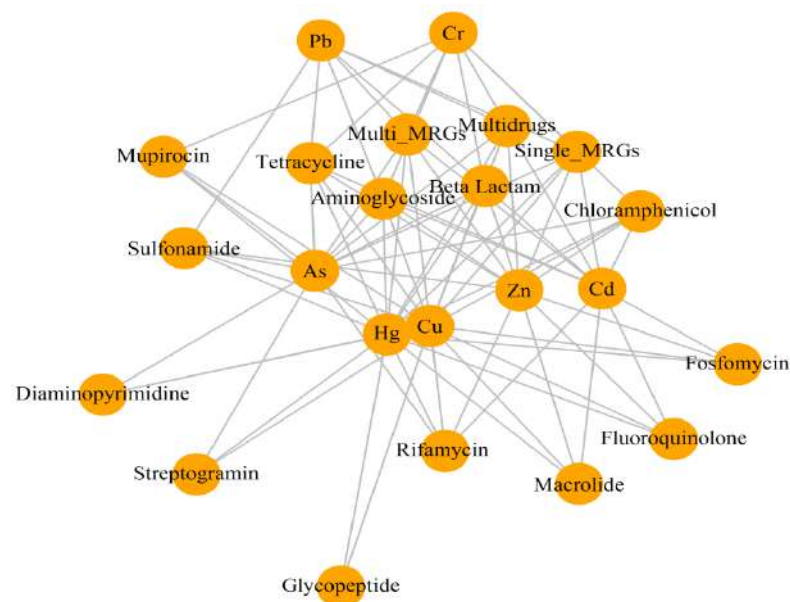 Pb
Cr
Multi_MRGs
Multidrugs
Mupirocin
Tetracycline
Single_MRGs
Aminoglycoside
Beta Lactam
Chloramphenicol
Sulfonamide
As
Zn
Cd
Hg
Cu
Fosfomycin
Diaminopyrimidine
Fluoroquinolone
Rifamycin
Streptogramin
Macrolide
Glycopeptide